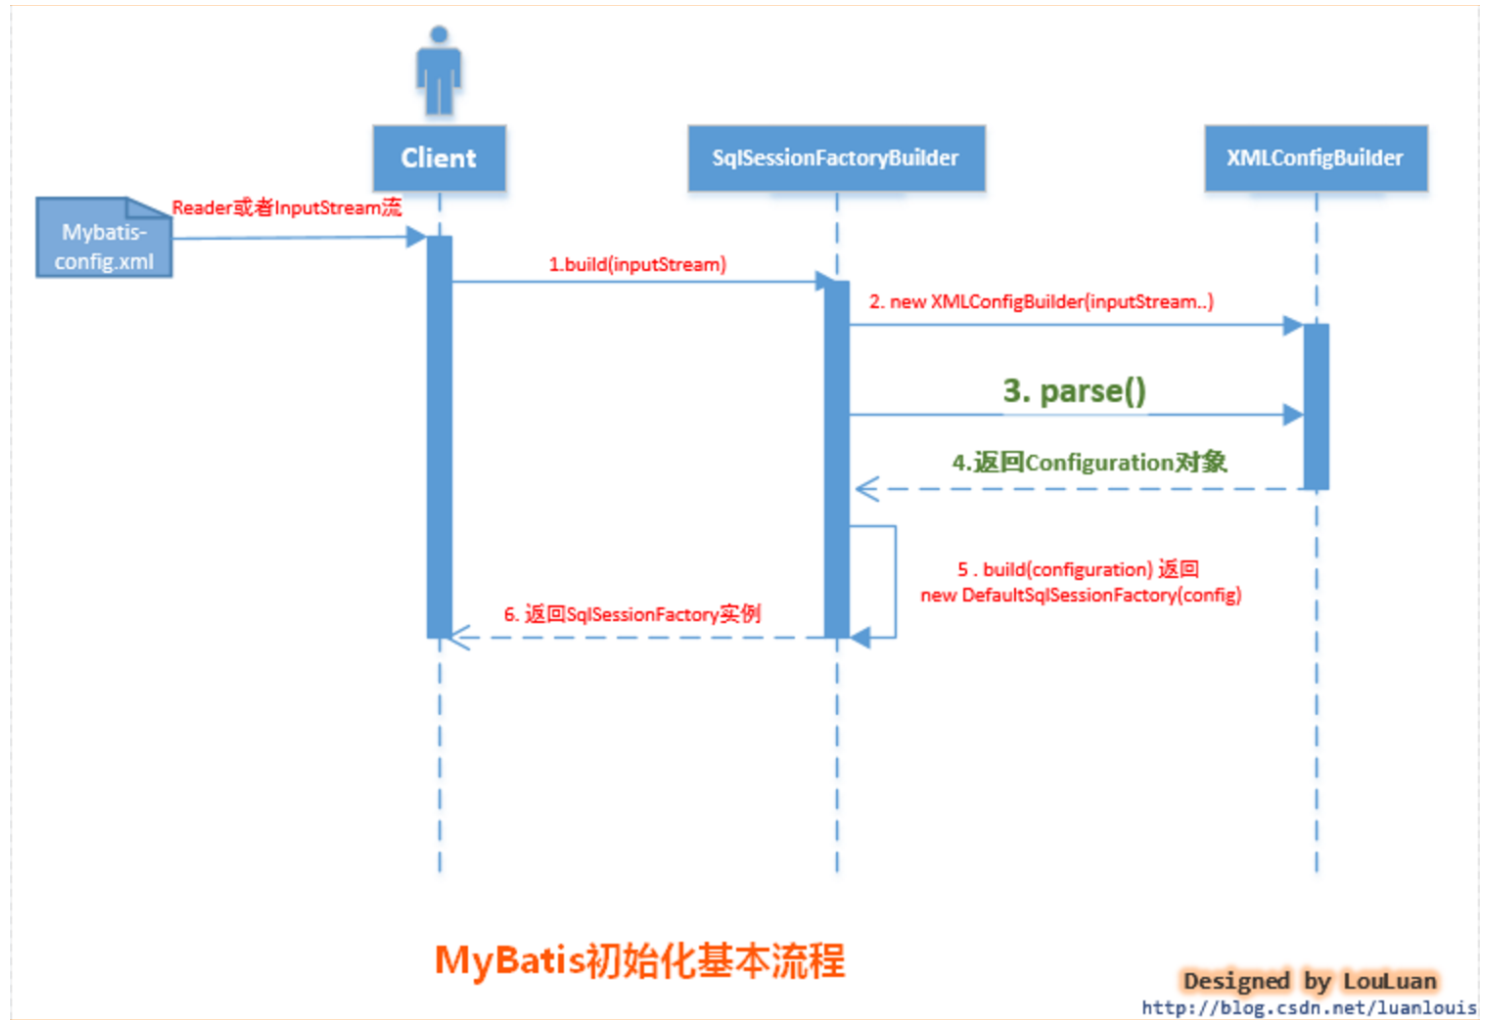 Client
SqlSessionFactoryBuilder
XMLConfigBuilder
Reader或者InputStream流
Mybatis-
config.xml
1.build(inputStream)
2. new XMLConfigBuilder(inputStream..)
3. parse()
4.返回Configuration对象
5 . build(configuration) 返回
new DefaultSqlSessionFactory(config)
6. 返回SqlSessionFactory实例
MyBatis初始化基本流程
Designed by LouLuan
http://blog.csdn.net/luanlouis